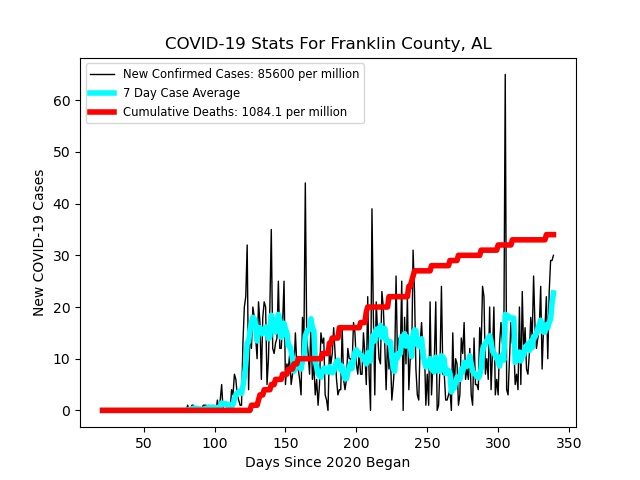 COVID-19 Stats For Franklin County, AL
New Confirmed Cases: 85600 per million
7 Day Case Average
Cumulative Deaths: 1084.1 per million
60
50
40
30
20
10
0
New COVID-19 Cases
50 100 150 200 250 300 350
Days Since 2020 Began